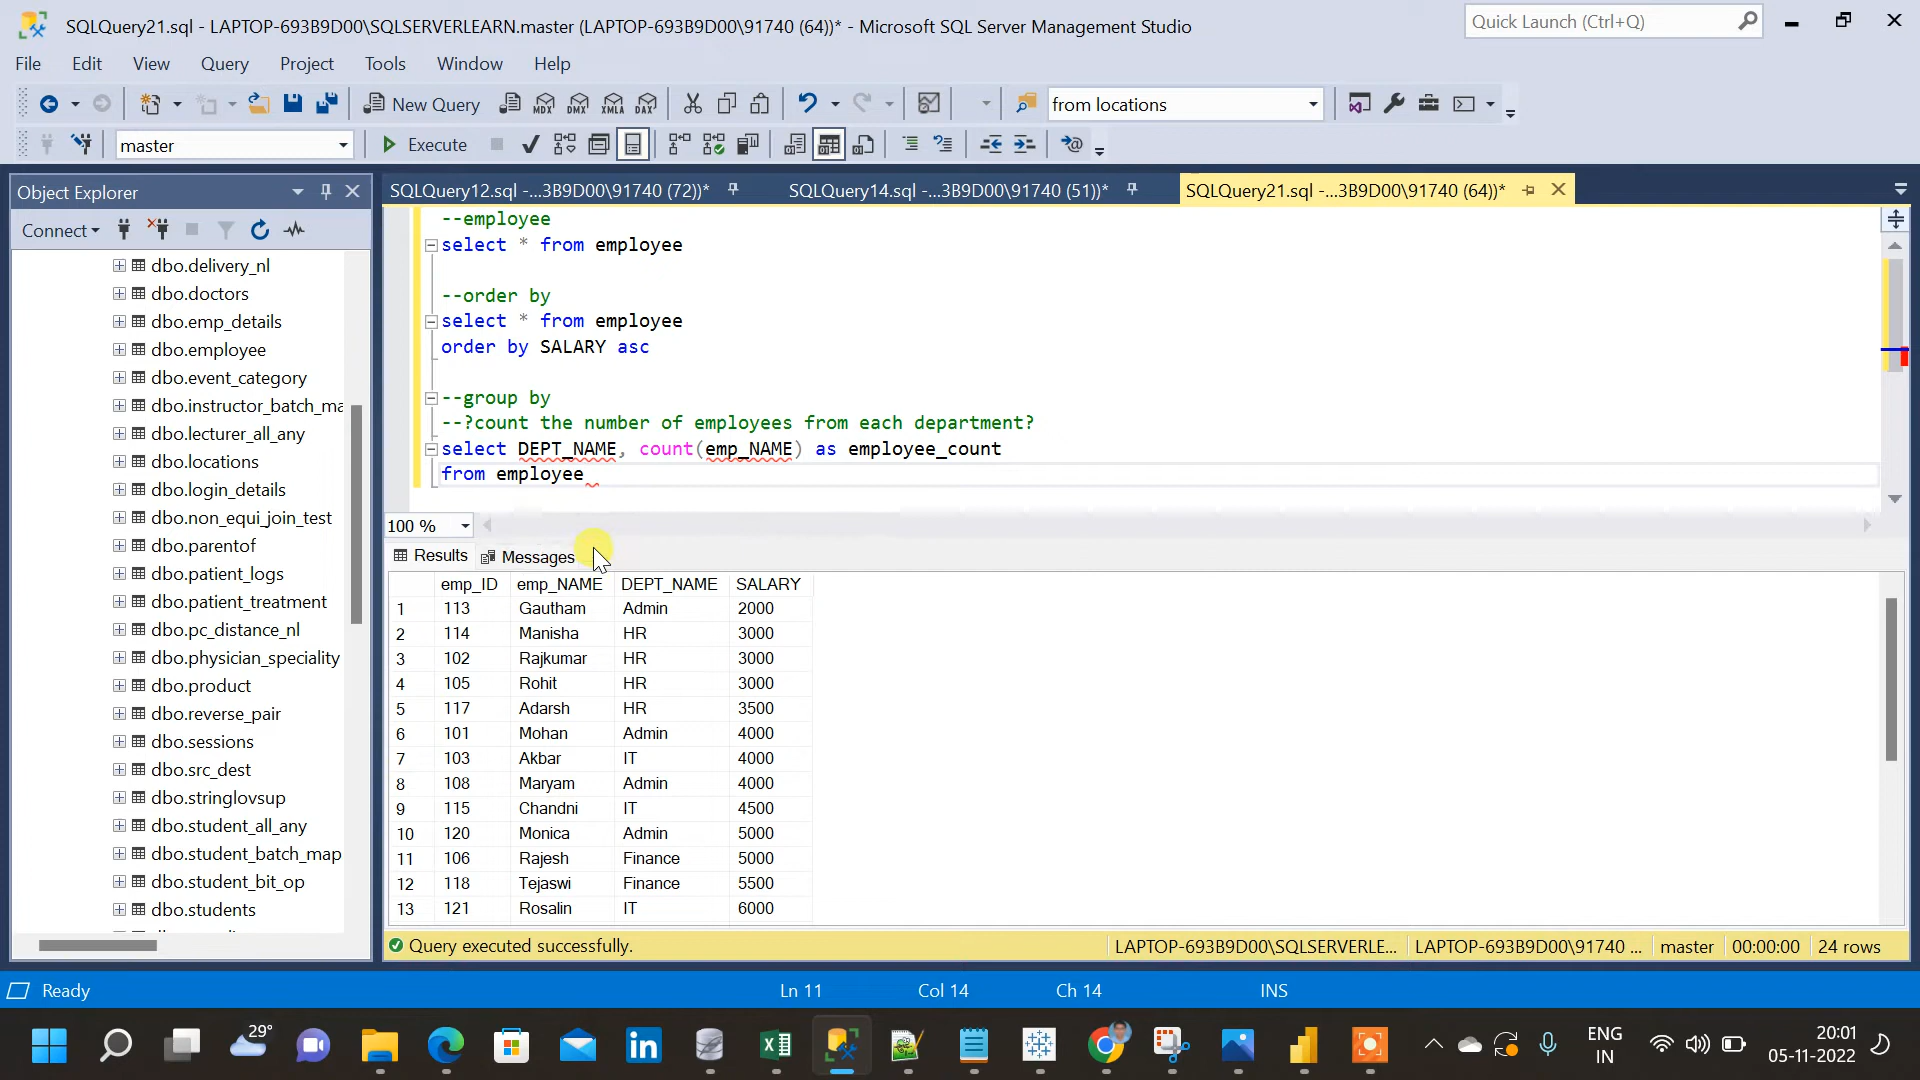 SQLQuery21.sql - LAPTOP-693B9D00\SQLSERVERLEARN.master (LAPTOP-693B9D00\91740 (64))* - Microsoft SQL Server Management Studio
Quick Launch (Ctrl+Q)
File Edit View Query Project Tools Window Help
New Query MDX DMX XMLA DAX from locations
master Execute
Object Explorer
SQLQuery12.sql -...3B9D00\91740 (72))* SQLQuery14.sql -...3B9D00\91740 (51))* SQLQuery21.sql -...3B9D00\91740 (64))*
Connect
dbo.delivery_nl
dbo.doctors
dbo.emp_details
dbo.employee
dbo.event_category
dbo.instructor_batch_ma
dbo.lecturer_all_any
dbo.locations
dbo.login_details
dbo.non_equi_join_test
dbo.parentof
dbo.patient_logs
dbo.patient_treatment
dbo.pc_distance_nl
dbo.physician_speciality
dbo.product
dbo.reverse_pair
dbo.sessions
dbo.src_dest
dbo.stringlovsup
dbo.student_all_any
dbo.student_batch_map
dbo.student_bit_op
dbo.students
--employee
select * from employee
--order by
select * from employee
order by SALARY asc
--group by
--?count the number of employees from each department?
select DEPT_NAME, count(emp_NAME) as employee_count
from employee
100 %
Results Messages
emp_ID emp_NAME DEPT_NAME SALARY
1 113 Gautham Admin 2000
2 114 Manisha HR 3000
3 102 Rajkumar HR 3000
4 105 Rohit HR 3000
5 117 Adarsh HR 3500
6 101 Mohan Admin 4000
7 103 Akbar IT 4000
8 108 Maryam Admin 4000
9 115 Chandni IT 4500
10 120 Monica Admin 5000
11 106 Rajesh Finance 5000
12 118 Tejaswi Finance 5500
13 121 Rosalin IT 6000
Query executed successfully. LAPTOP-693B9D00\SQLSERVERLE... LAPTOP-693B9D00\91740 ... master 00:00:00 24 rows
Ready Ln 11 Col 14 Ch 14 INS
29°
ENG
IN
20:01
05-11-2022